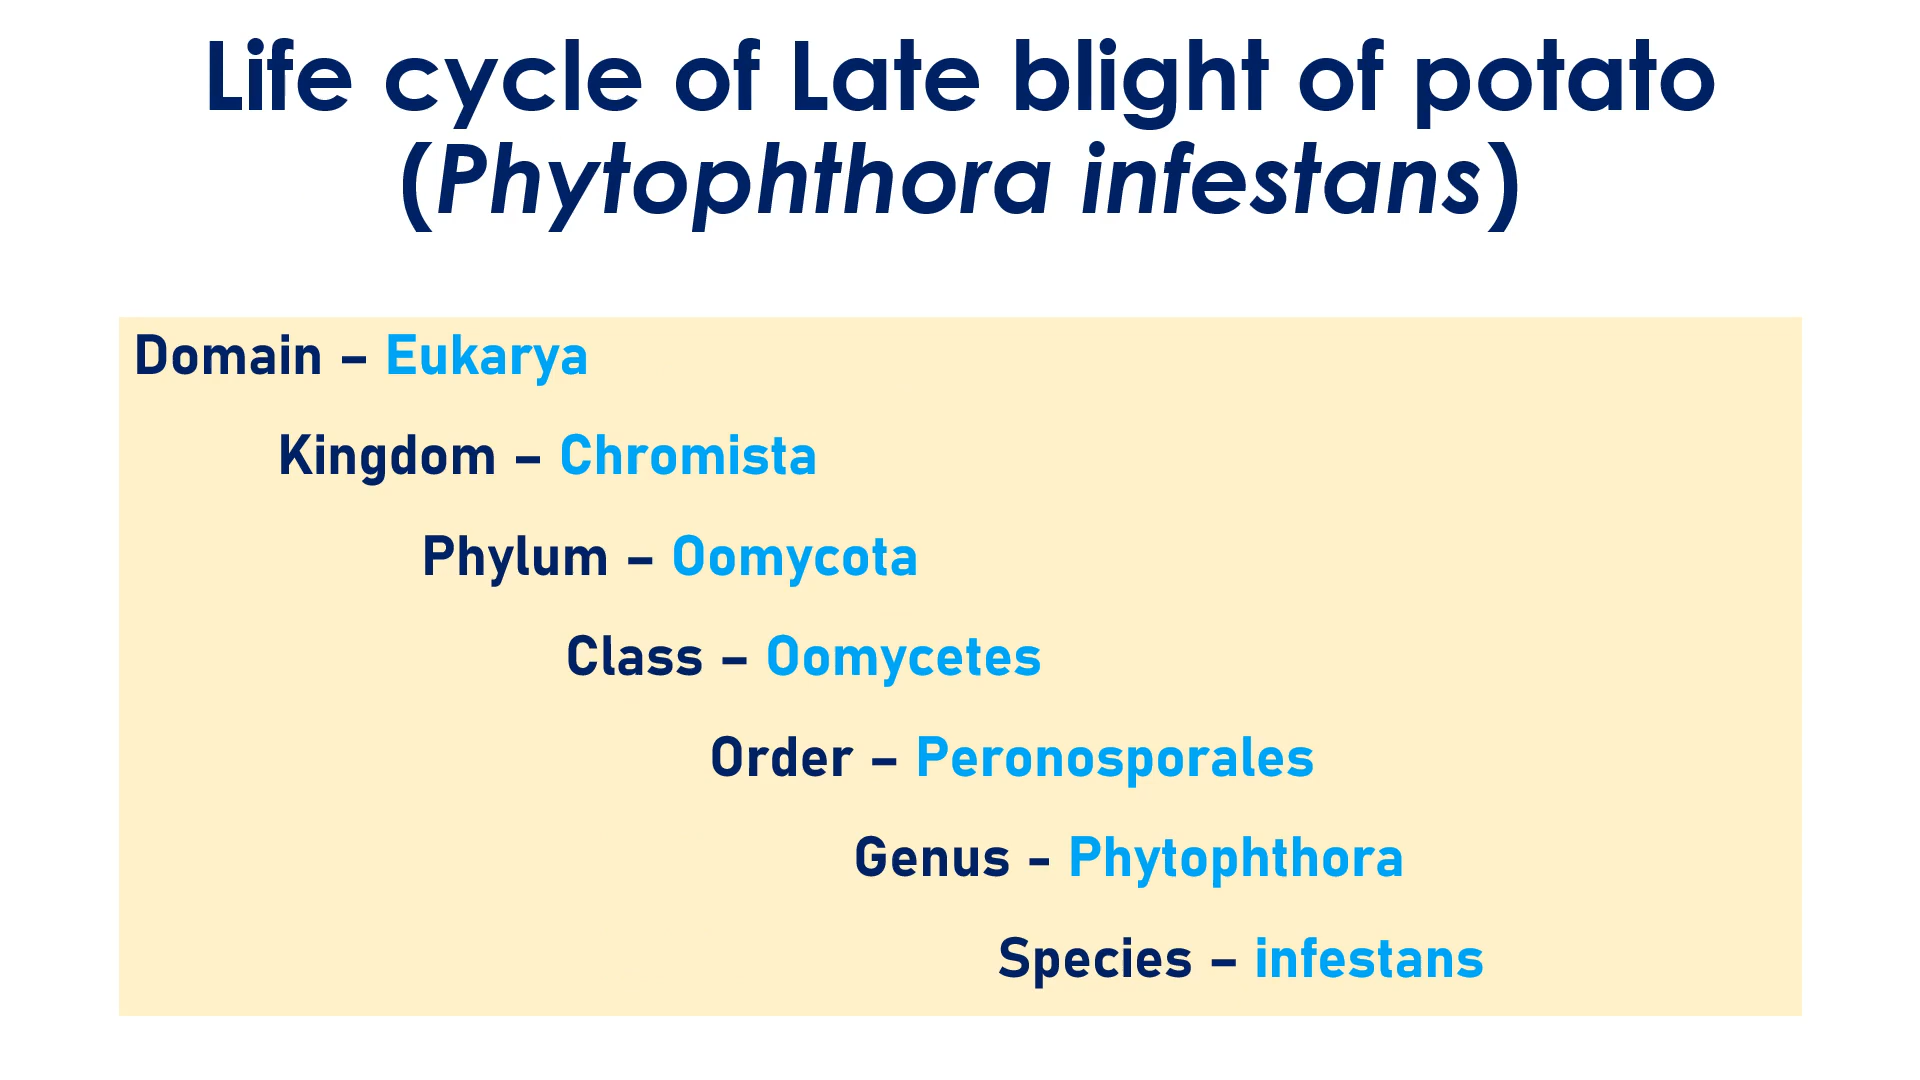 Life cycle of Late blight of potato
(Phytophthora infestans)
Domain – Eukarya
Kingdom – Chromista
Phylum – Oomycota
Class – Oomycetes
Order – Peronosporales
Genus - Phytophthora
Species – infestans